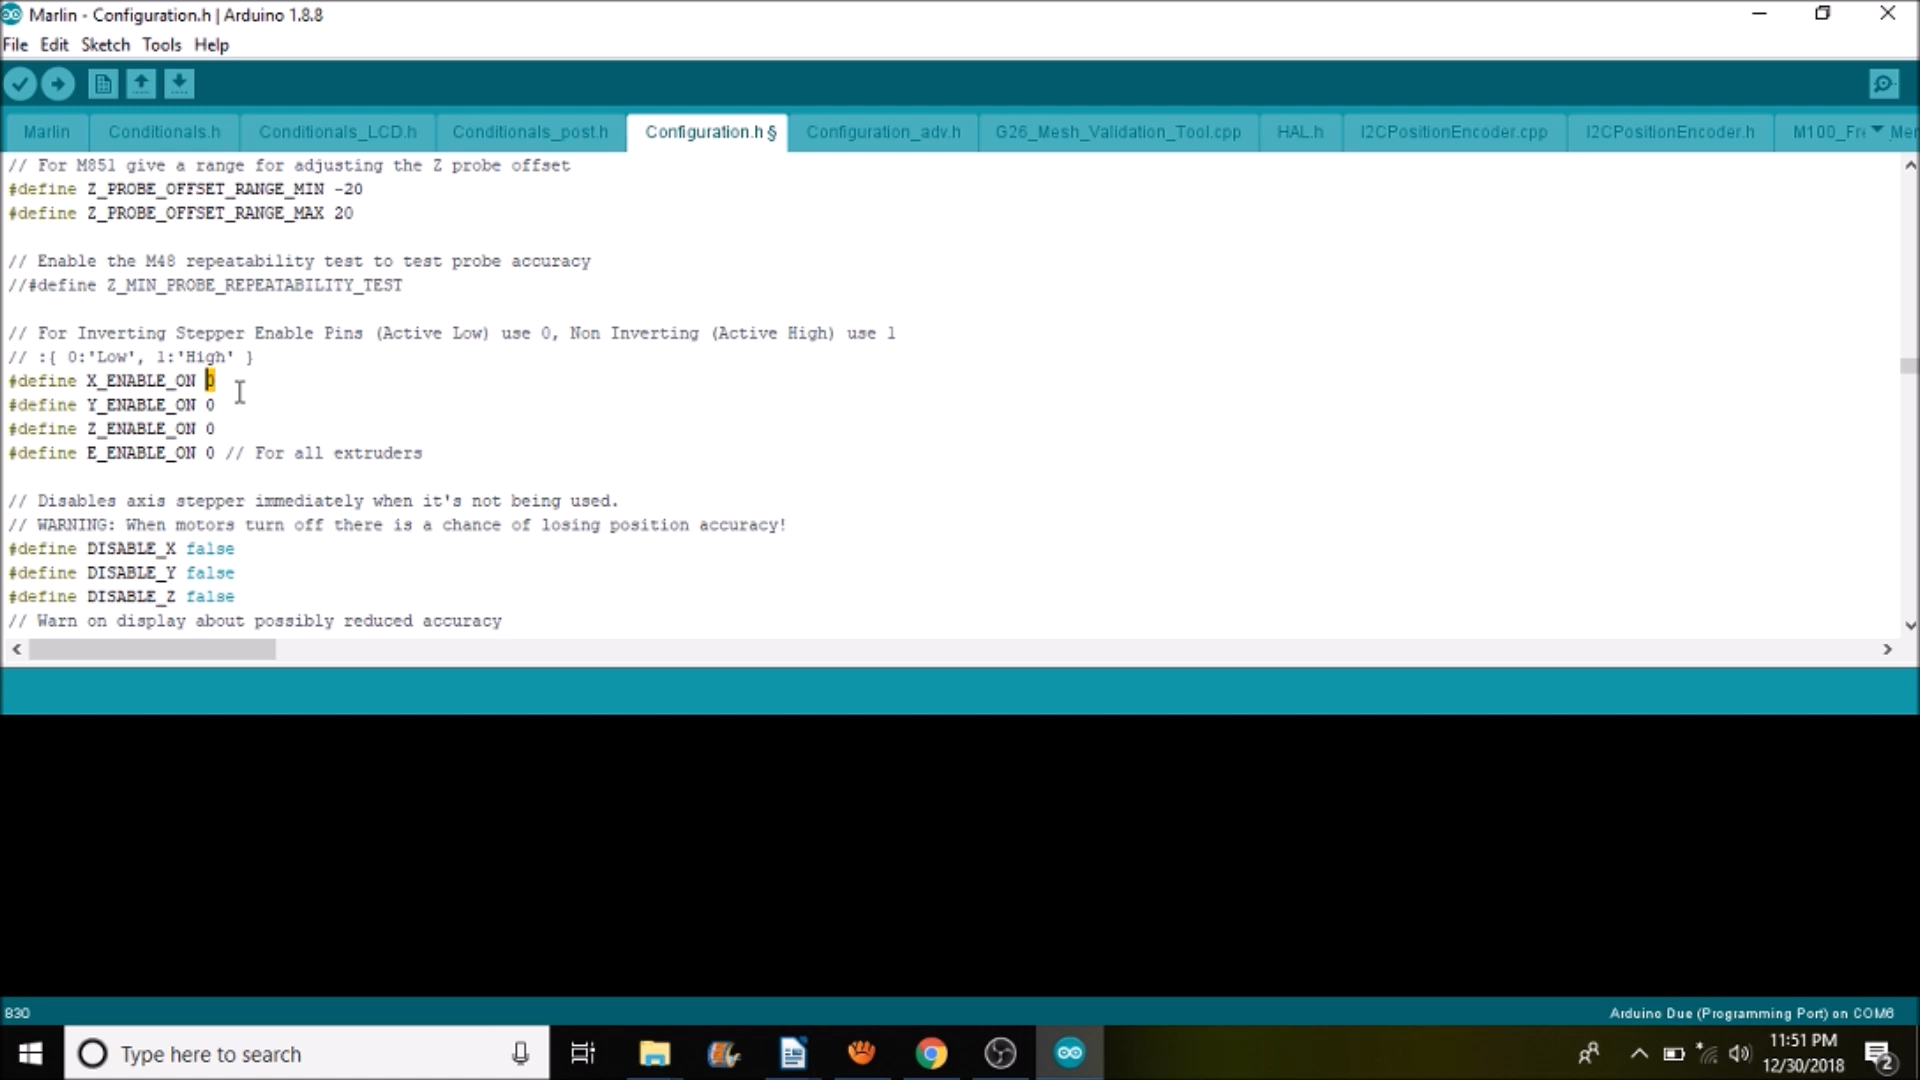 Marlin - Configuration.h | Arduino 1.8.8
File Edit Sketch Tools Help
Marlin Conditionals.h Conditionals_LCD.h Conditionals_post.h Configuration.h § Configuration_adv.h G26_Mesh_Validation_Tool.cpp HAL.h I2CPositionEncoder.cpp I2CPositionEncoder.h M100_Fre Mer
// For M851 give a range for adjusting the Z probe offset
#define Z_PROBE_OFFSET_RANGE_MIN -20
#define Z_PROBE_OFFSET_RANGE_MAX 20
// Enable the M48 repeatability test to test probe accuracy
//#define Z_MIN_PROBE_REPEATABILITY_TEST
// For Inverting Stepper Enable Pins (Active Low) use 0, Non Inverting (Active High) use 1
// :{ 0:'Low', 1:'High' }
#define X_ENABLE_ON 0
#define Y_ENABLE_ON 0
#define Z_ENABLE_ON 0
#define E_ENABLE_ON 0 // For all extruders
// Disables axis stepper immediately when it's not being used.
// WARNING: When motors turn off there is a chance of losing position accuracy!
#define DISABLE_X false
#define DISABLE_Y false
#define DISABLE_Z false
// Warn on display about possibly reduced accuracy
830 Arduino Due (Programming Port) on COM6
Type here to search
11:51 PM
12/30/2018
2